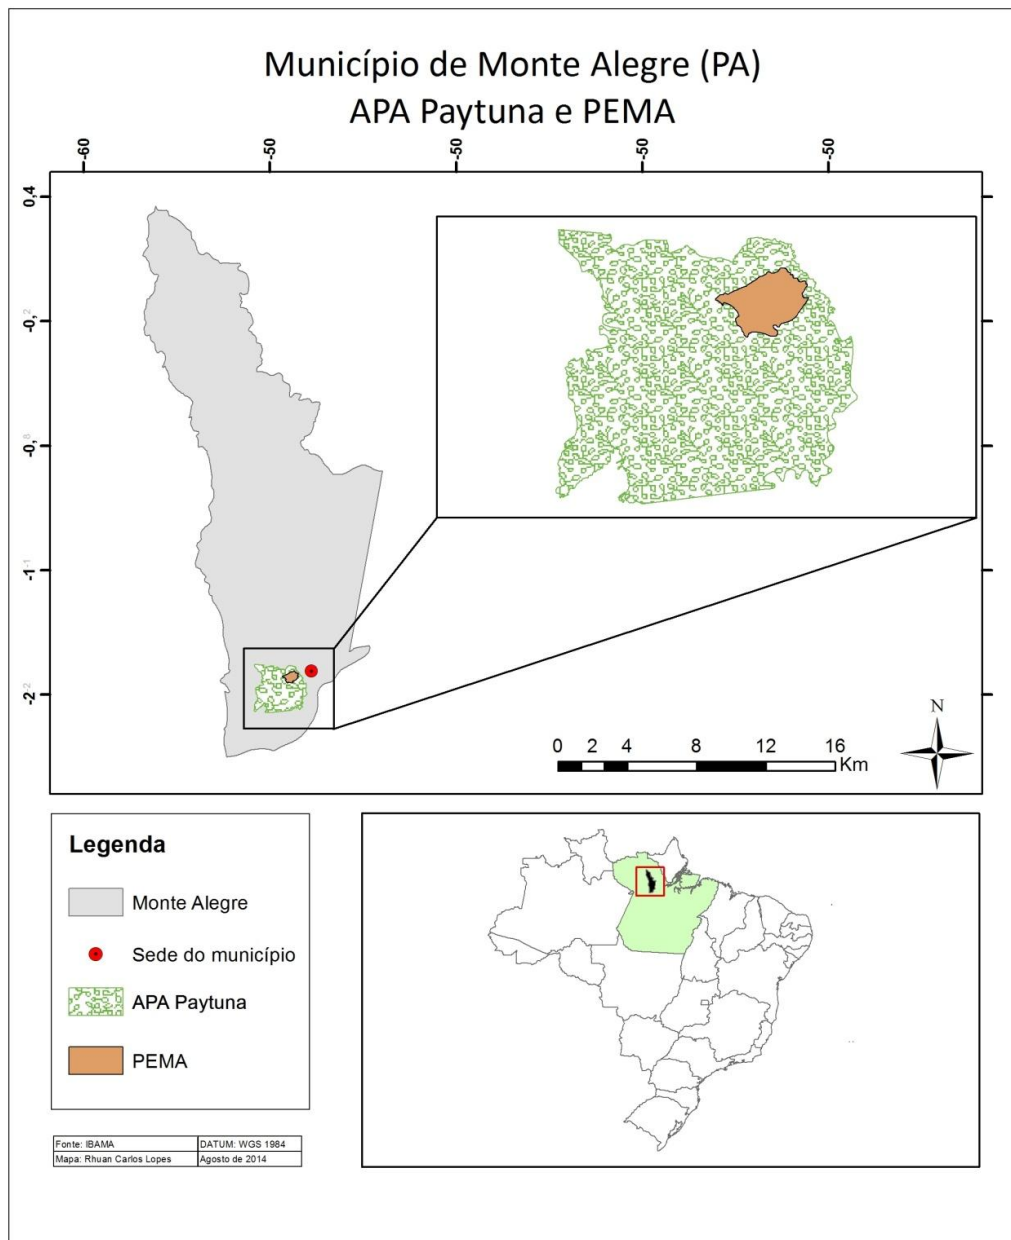 Município de Monte Alegre (PA)
APA Paytuna e PEMA
-60
-50
-50
-50
-50
0,4
-0,2
-0,8
-1,1
-2,2
N
0 2 4 8 12 16
Km
Legenda
Monte Alegre
Sede do município
APA Paytuna
PEMA
Fonte: IBAMA
DATUM: WGS 1984
Mapa: Rhuan Carlos Lopes
Agosto de 2014